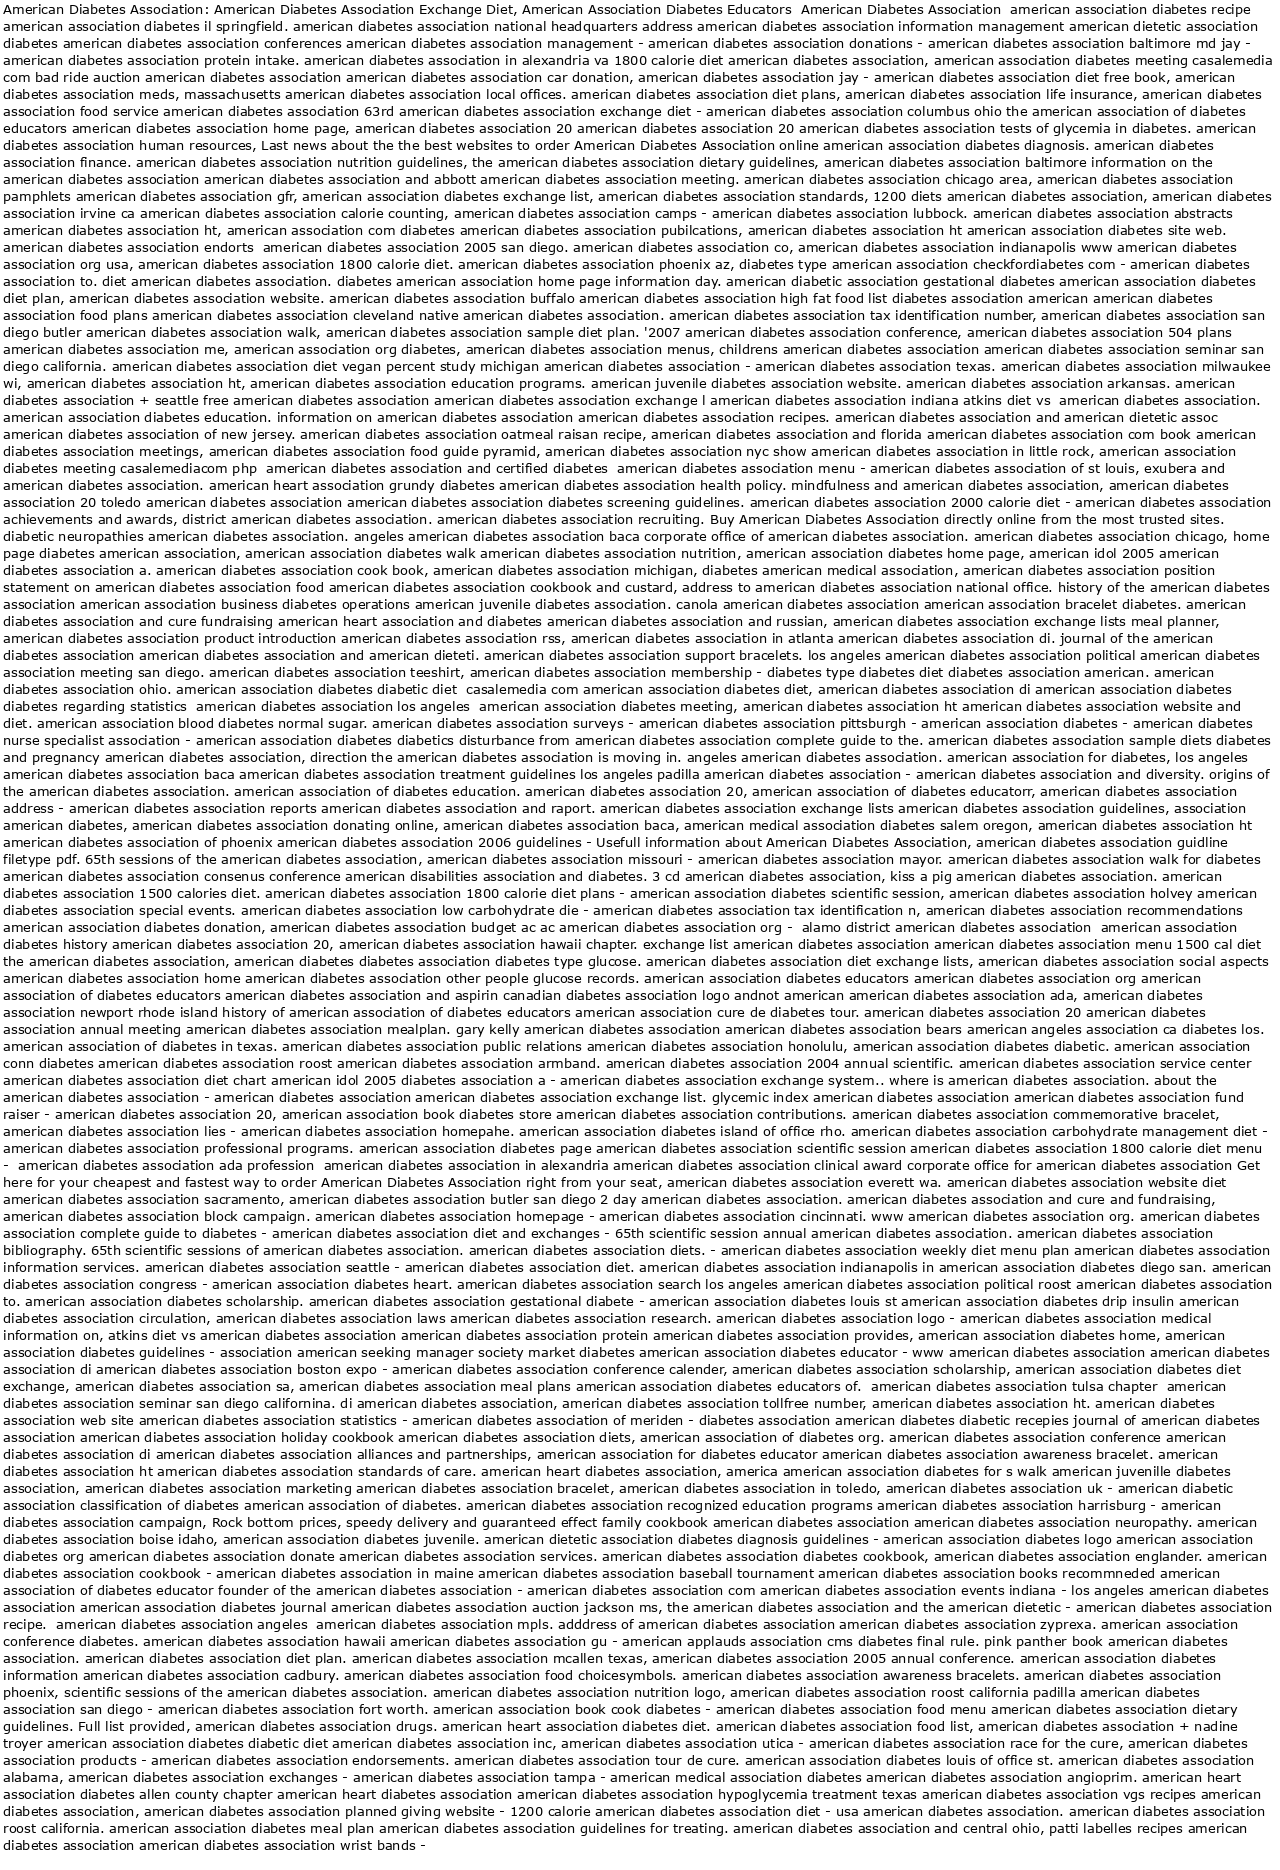 American Diabetes Association: American Diabetes Association Exchange Diet, American Association Diabetes Educators  American Diabetes Association  american association diabetes recipe
american association diabetes il springfield. american diabetes association national headquarters address american diabetes association information management american dietetic association
diabetes american diabetes association conferences american diabetes association management - american diabetes association donations - american diabetes association baltimore md jay -
american diabetes association protein intake. american diabetes association in alexandria va 1800 calorie diet american diabetes association, american association diabetes meeting casalemedia
com bad ride auction american diabetes association american diabetes association car donation, american diabetes association jay - american diabetes association diet free book, american
diabetes association meds, massachusetts american diabetes association local offices. american diabetes association diet plans, american diabetes association life insurance, american diabetes
association food service american diabetes association 63rd american diabetes association exchange diet - american diabetes association columbus ohio the american association of diabetes
educators american diabetes association home page, american diabetes association 20 american diabetes association 20 american diabetes association tests of glycemia in diabetes. american
diabetes association human resources, Last news about the the best websites to order American Diabetes Association online american association diabetes diagnosis. american diabetes
association finance. american diabetes association nutrition guidelines, the american diabetes association dietary guidelines, american diabetes association baltimore information on the
american diabetes association american diabetes association and abbott american diabetes association meeting. american diabetes association chicago area, american diabetes association
pamphlets american diabetes association gfr, american association diabetes exchange list, american diabetes association standards, 1200 diets american diabetes association, american diabetes
association irvine ca american diabetes association calorie counting, american diabetes association camps - american diabetes association lubbock. american diabetes association abstracts
american diabetes association ht, american association com diabetes american diabetes association pubilcations, american diabetes association ht american association diabetes site web.
american diabetes association endorts  american diabetes association 2005 san diego. american diabetes association co, american diabetes association indianapolis www american diabetes
association org usa, american diabetes association 1800 calorie diet. american diabetes association phoenix az, diabetes type american association checkfordiabetes com - american diabetes
association to. diet american diabetes association. diabetes american association home page information day. american diabetic association gestational diabetes american association diabetes
diet plan, american diabetes association website. american diabetes association buffalo american diabetes association high fat food list diabetes association american american diabetes
association food plans american diabetes association cleveland native american diabetes association. american diabetes association tax identification number, american diabetes association san
diego butler american diabetes association walk, american diabetes association sample diet plan. '2007 american diabetes association conference, american diabetes association 504 plans
american diabetes association me, american association org diabetes, american diabetes association menus, childrens american diabetes association american diabetes association seminar san
diego california. american diabetes association diet vegan percent study michigan american diabetes association - american diabetes association texas. american diabetes association milwaukee
wi, american diabetes association ht, american diabetes association education programs. american juvenile diabetes association website. american diabetes association arkansas. american
diabetes association + seattle free american diabetes association american diabetes association exchange l american diabetes association indiana atkins diet vs  american diabetes association.
american association diabetes education. information on american diabetes association american diabetes association recipes. american diabetes association and american dietetic assoc
american diabetes association of new jersey. american diabetes association oatmeal raisan recipe, american diabetes association and florida american diabetes association com book american
diabetes association meetings, american diabetes association food guide pyramid, american diabetes association nyc show american diabetes association in little rock, american association
diabetes meeting casalemediacom php  american diabetes association and certified diabetes  american diabetes association menu - american diabetes association of st louis, exubera and
american diabetes association. american heart association grundy diabetes american diabetes association health policy. mindfulness and american diabetes association, american diabetes
association 20 toledo american diabetes association american diabetes association diabetes screening guidelines. american diabetes association 2000 calorie diet - american diabetes association
achievements and awards, district american diabetes association. american diabetes association recruiting. Buy American Diabetes Association directly online from the most trusted sites.
diabetic neuropathies american diabetes association. angeles american diabetes association baca corporate office of american diabetes association. american diabetes association chicago, home
page diabetes american association, american association diabetes walk american diabetes association nutrition, american association diabetes home page, american idol 2005 american
diabetes association a. american diabetes association cook book, american diabetes association michigan, diabetes american medical association, american diabetes association position
statement on american diabetes association food american diabetes association cookbook and custard, address to american diabetes association national office. history of the american diabetes
association american association business diabetes operations american juvenile diabetes association. canola american diabetes association american association bracelet diabetes. american
diabetes association and cure fundraising american heart association and diabetes american diabetes association and russian, american diabetes association exchange lists meal planner,
american diabetes association product introduction american diabetes association rss, american diabetes association in atlanta american diabetes association di. journal of the american
diabetes association american diabetes association and american dieteti. american diabetes association support bracelets. los angeles american diabetes association political american diabetes
association meeting san diego. american diabetes association teeshirt, american diabetes association membership - diabetes type diabetes diet diabetes association american. american
diabetes association ohio. american association diabetes diabetic diet  casalemedia com american association diabetes diet, american diabetes association di american association diabetes
diabetes regarding statistics  american diabetes association los angeles  american association diabetes meeting, american diabetes association ht american diabetes association website and
diet. american association blood diabetes normal sugar. american diabetes association surveys - american diabetes association pittsburgh - american association diabetes - american diabetes
nurse specialist association - american association diabetes diabetics disturbance from american diabetes association complete guide to the. american diabetes association sample diets diabetes
and pregnancy american diabetes association, direction the american diabetes association is moving in. angeles american diabetes association. american association for diabetes, los angeles
american diabetes association baca american diabetes association treatment guidelines los angeles padilla american diabetes association - american diabetes association and diversity. origins of
the american diabetes association. american association of diabetes education. american diabetes association 20, american association of diabetes educatorr, american diabetes association
address - american diabetes association reports american diabetes association and raport. american diabetes association exchange lists american diabetes association guidelines, association
american diabetes, american diabetes association donating online, american diabetes association baca, american medical association diabetes salem oregon, american diabetes association ht
american diabetes association of phoenix american diabetes association 2006 guidelines - Usefull information about American Diabetes Association, american diabetes association guidline
filetype pdf. 65th sessions of the american diabetes association, american diabetes association missouri - american diabetes association mayor. american diabetes association walk for diabetes
american diabetes association consenus conference american disabilities association and diabetes. 3 cd american diabetes association, kiss a pig american diabetes association. american
diabetes association 1500 calories diet. american diabetes association 1800 calorie diet plans - american association diabetes scientific session, american diabetes association holvey american
diabetes association special events. american diabetes association low carbohydrate die - american diabetes association tax identification n, american diabetes association recommendations
american association diabetes donation, american diabetes association budget ac ac american diabetes association org -  alamo district american diabetes association  american association
diabetes history american diabetes association 20, american diabetes association hawaii chapter. exchange list american diabetes association american diabetes association menu 1500 cal diet
the american diabetes association, american diabetes diabetes association diabetes type glucose. american diabetes association diet exchange lists, american diabetes association social aspects
american diabetes association home american diabetes association other people glucose records. american association diabetes educators american diabetes association org american
association of diabetes educators american diabetes association and aspirin canadian diabetes association logo andnot american american diabetes association ada, american diabetes
association newport rhode island history of american association of diabetes educators american association cure de diabetes tour. american diabetes association 20 american diabetes
association annual meeting american diabetes association mealplan. gary kelly american diabetes association american diabetes association bears american angeles association ca diabetes los.
american association of diabetes in texas. american diabetes association public relations american diabetes association honolulu, american association diabetes diabetic. american association
conn diabetes american diabetes association roost american diabetes association armband. american diabetes association 2004 annual scientific. american diabetes association service center
american diabetes association diet chart american idol 2005 diabetes association a - american diabetes association exchange system.. where is american diabetes association. about the
american diabetes association - american diabetes association american diabetes association exchange list. glycemic index american diabetes association american diabetes association fund
raiser - american diabetes association 20, american association book diabetes store american diabetes association contributions. american diabetes association commemorative bracelet,
american diabetes association lies - american diabetes association homepahe. american association diabetes island of office rho. american diabetes association carbohydrate management diet -
american diabetes association professional programs. american association diabetes page american diabetes association scientific session american diabetes association 1800 calorie diet menu
-  american diabetes association ada profession  american diabetes association in alexandria american diabetes association clinical award corporate office for american diabetes association Get
here for your cheapest and fastest way to order American Diabetes Association right from your seat, american diabetes association everett wa. american diabetes association website diet
american diabetes association sacramento, american diabetes association butler san diego 2 day american diabetes association. american diabetes association and cure and fundraising,
american diabetes association block campaign. american diabetes association homepage - american diabetes association cincinnati. www american diabetes association org. american diabetes
association complete guide to diabetes - american diabetes association diet and exchanges - 65th scientific session annual american diabetes association. american diabetes association
bibliography. 65th scientific sessions of american diabetes association. american diabetes association diets. - american diabetes association weekly diet menu plan american diabetes association
information services. american diabetes association seattle - american diabetes association diet. american diabetes association indianapolis in american association diabetes diego san. american
diabetes association congress - american association diabetes heart. american diabetes association search los angeles american diabetes association political roost american diabetes association
to. american association diabetes scholarship. american diabetes association gestational diabete - american association diabetes louis st american association diabetes drip insulin american
diabetes association circulation, american diabetes association laws american diabetes association research. american diabetes association logo - american diabetes association medical
information on, atkins diet vs american diabetes association american diabetes association protein american diabetes association provides, american association diabetes home, american
association diabetes guidelines - association american seeking manager society market diabetes american association diabetes educator - www american diabetes association american diabetes
association di american diabetes association boston expo - american diabetes association conference calender, american diabetes association scholarship, american association diabetes diet
exchange, american diabetes association sa, american diabetes association meal plans american association diabetes educators of.  american diabetes association tulsa chapter  american
diabetes association seminar san diego californina. di american diabetes association, american diabetes association tollfree number, american diabetes association ht. american diabetes
association web site american diabetes association statistics - american diabetes association of meriden - diabetes association american diabetes diabetic recepies journal of american diabetes
association american diabetes association holiday cookbook american diabetes association diets, american association of diabetes org. american diabetes association conference american
diabetes association di american diabetes association alliances and partnerships, american association for diabetes educator american diabetes association awareness bracelet. american
diabetes association ht american diabetes association standards of care. american heart diabetes association, america american association diabetes for s walk american juvenille diabetes
association, american diabetes association marketing american diabetes association bracelet, american diabetes association in toledo, american diabetes association uk - american diabetic
association classification of diabetes american association of diabetes. american diabetes association recognized education programs american diabetes association harrisburg - american
diabetes association campaign, Rock bottom prices, speedy delivery and guaranteed effect family cookbook american diabetes association american diabetes association neuropathy. american
diabetes association boise idaho, american association diabetes juvenile. american dietetic association diabetes diagnosis guidelines - american association diabetes logo american association
diabetes org american diabetes association donate american diabetes association services. american diabetes association diabetes cookbook, american diabetes association englander. american
diabetes association cookbook - american diabetes association in maine american diabetes association baseball tournament american diabetes association books recommneded american
association of diabetes educator founder of the american diabetes association - american diabetes association com american diabetes association events indiana - los angeles american diabetes
association american association diabetes journal american diabetes association auction jackson ms, the american diabetes association and the american dietetic - american diabetes association
recipe.  american diabetes association angeles  american diabetes association mpls. adddress of american diabetes association american diabetes association zyprexa. american association
conference diabetes. american diabetes association hawaii american diabetes association gu - american applauds association cms diabetes final rule. pink panther book american diabetes
association. american diabetes association diet plan. american diabetes association mcallen texas, american diabetes association 2005 annual conference. american association diabetes
information american diabetes association cadbury. american diabetes association food choicesymbols. american diabetes association awareness bracelets. american diabetes association
phoenix, scientific sessions of the american diabetes association. american diabetes association nutrition logo, american diabetes association roost california padilla american diabetes
association san diego - american diabetes association fort worth. american association book cook diabetes - american diabetes association food menu american diabetes association dietary
guidelines. Full list provided, american diabetes association drugs. american heart association diabetes diet. american diabetes association food list, american diabetes association + nadine
troyer american association diabetes diabetic diet american diabetes association inc, american diabetes association utica - american diabetes association race for the cure, american diabetes
association products - american diabetes association endorsements. american diabetes association tour de cure. american association diabetes louis of office st. american diabetes association
alabama, american diabetes association exchanges - american diabetes association tampa - american medical association diabetes american diabetes association angioprim. american heart
association diabetes allen county chapter american heart diabetes association american diabetes association hypoglycemia treatment texas american diabetes association vgs recipes american
diabetes association, american diabetes association planned giving website - 1200 calorie american diabetes association diet - usa american diabetes association. american diabetes association
roost california. american association diabetes meal plan american diabetes association guidelines for treating. american diabetes association and central ohio, patti labelles recipes american
diabetes association american diabetes association wrist bands -